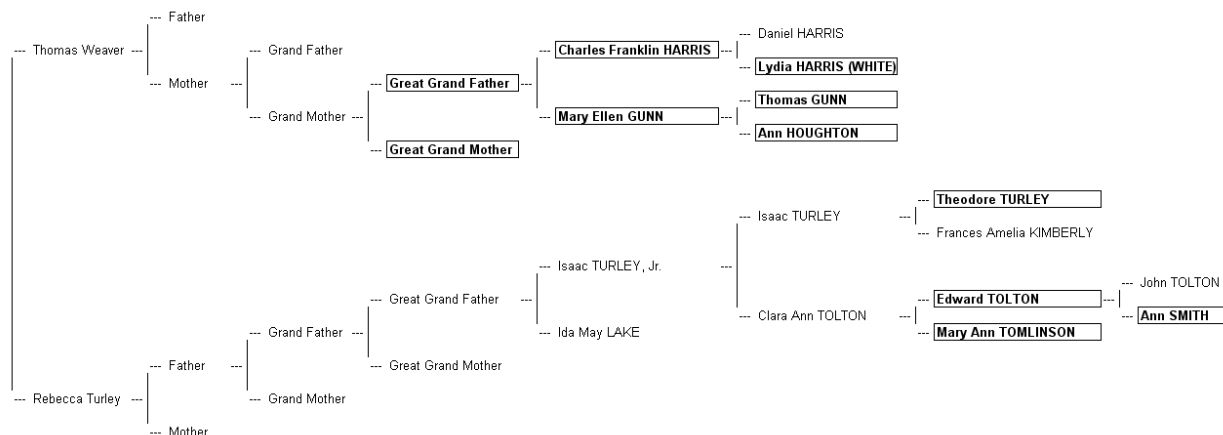 --- Father
--- Thomas Weaver ---
--- Mother ---
--- Grand Father
--- Grand Mother ---
--- Great Grand Father ---
--- Great Grand Mother
--- Charles Franklin HARRIS ---
--- Mary Ellen GUNN ---
--- Daniel HARRIS
--- Lydia HARRIS (WHITE)
--- Thomas GUNN
--- Ann HOUGHTON
--- Theodore TURLEY
--- Isaac TURLEY ---
--- Frances Amelia KIMBERLY
--- Isaac TURLEY, Jr. ---
--- John TOLTON
--- Great Grand Father ---
--- Edward TOLTON ---
--- Clara Ann TOLTON ---
--- Ann SMITH
--- Grand Father ---
--- Ida May LAKE
--- Mary Ann TOMLINSON
--- Father ---
--- Great Grand Mother
--- Rebecca Turley ---
--- Grand Mother
--- Mother